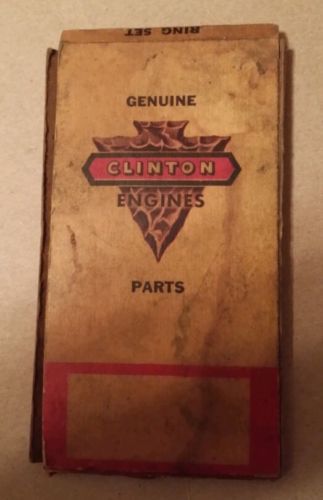 RING SET
GENUINE
CLINTON
ENGINES
PARTS